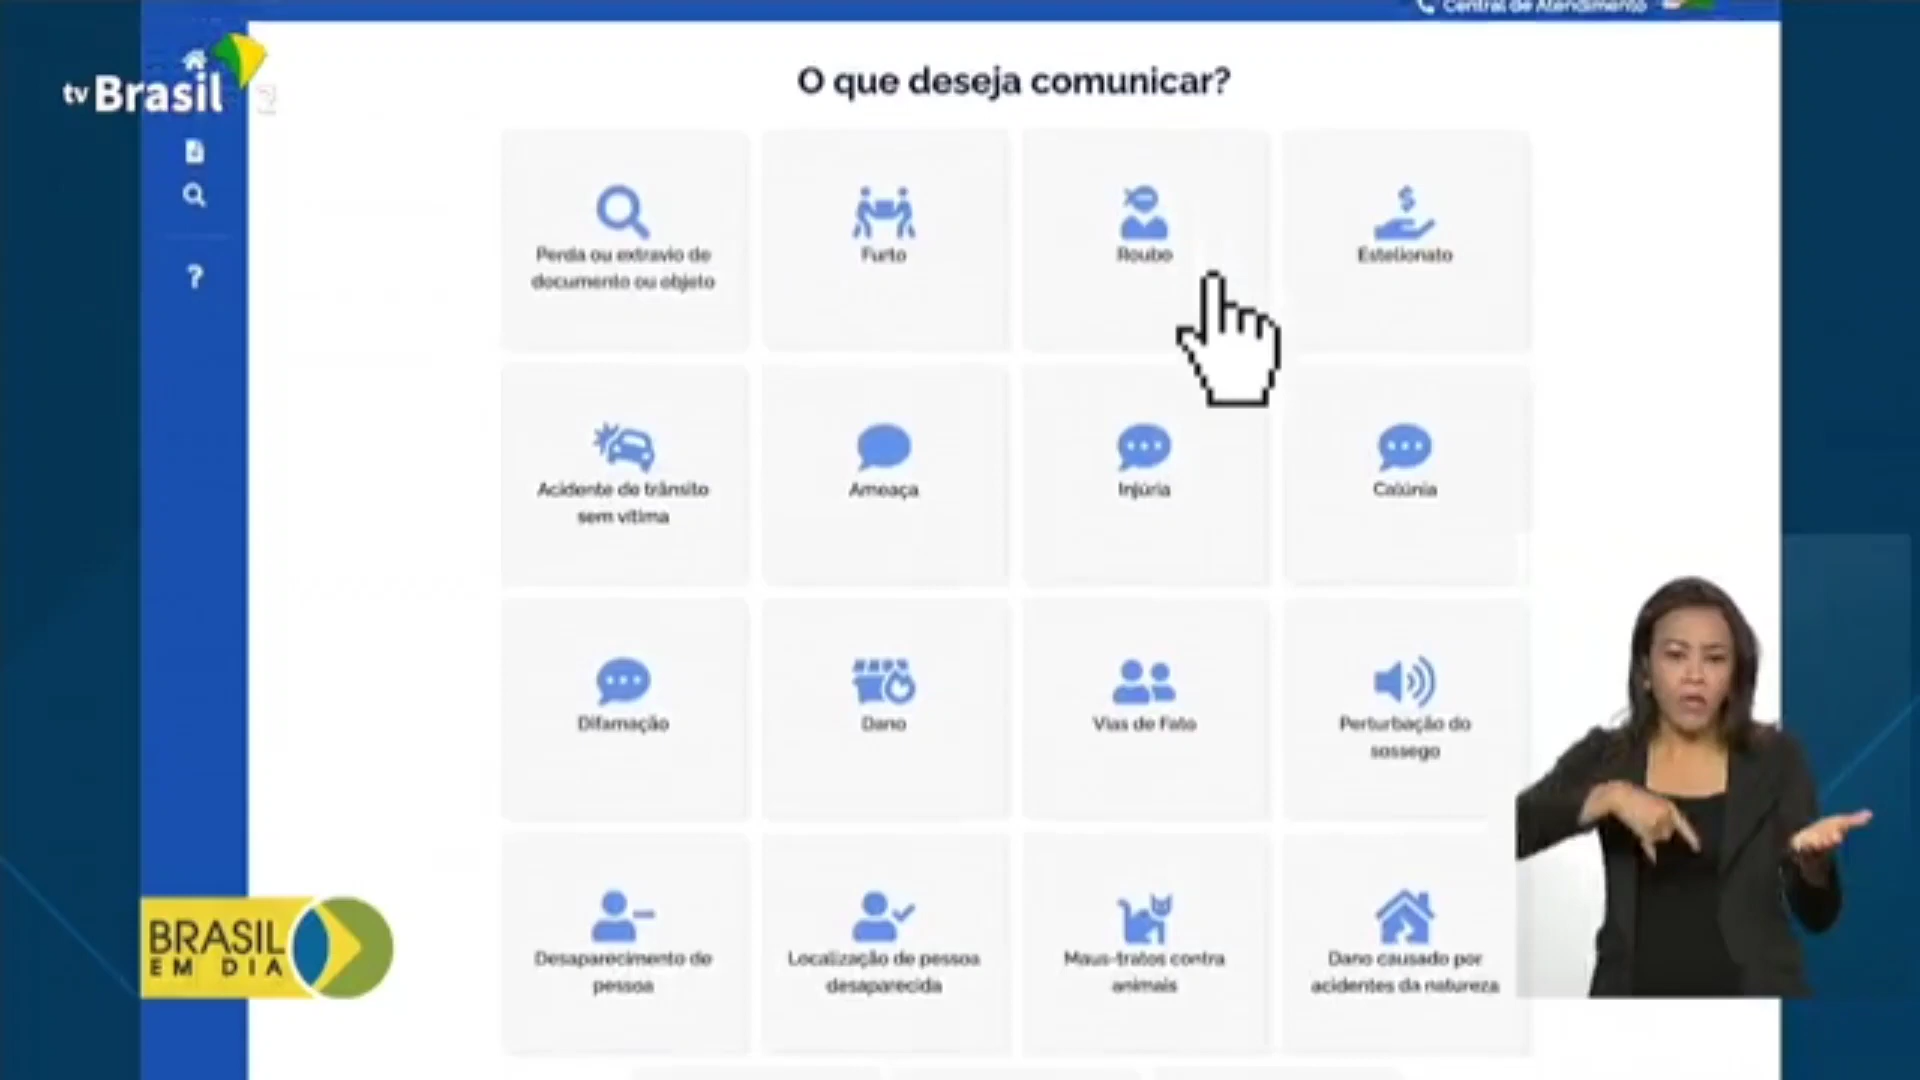 Central de Atendimento
tv Brasil
2
O que deseja comunicar?
Perda ou extravio de
documento ou objeto
Furto
Roubo
Estelionato
Acidente de trânsito
sem vítima
Ameaça
Injúria
Calúnia
Difamação
Dano
Vias de Fato
Perturbação do
sossego
Desaparecimento de
pessoa
Localização de pessoa
desaparecida
Maus-tratos contra
animais
Dano causado por
acidentes da natureza
BRASIL
EM DIA